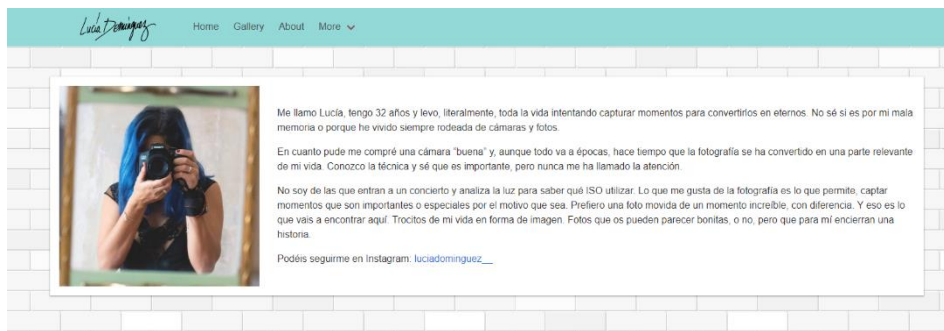 Lucía Domínguez
Home Gallery About More
Me llamo Lucía, tengo 32 años y levo, literalmente, toda la vida intentando capturar momentos para convertirlos en eternos. No sé si es por mi mala
memoria o porque he vivido siempre rodeada de cámaras y fotos.
En cuanto pude me compré una cámara "buena" y, aunque todo va a épocas, hace tiempo que la fotografía se ha convertido en una parte relevante
de mi vida. Conozco la técnica y sé que es importante, pero nunca me ha llamado la atención.
No soy de las que entran a un concierto y analiza la luz para saber qué ISO utilizar. Lo que me gusta de la fotografía es lo que permite, captar
momentos que son importantes o especiales por el motivo que sea. Prefiero una foto movida de un momento increíble, con diferencia. Y eso es lo
que vais a encontrar aquí. Trocitos de mi vida en forma de imagen. Fotos que os pueden parecer bonitas, o no, pero que para mí encierran una
historia.
Podéis seguirme en Instagram: luciadominguez__